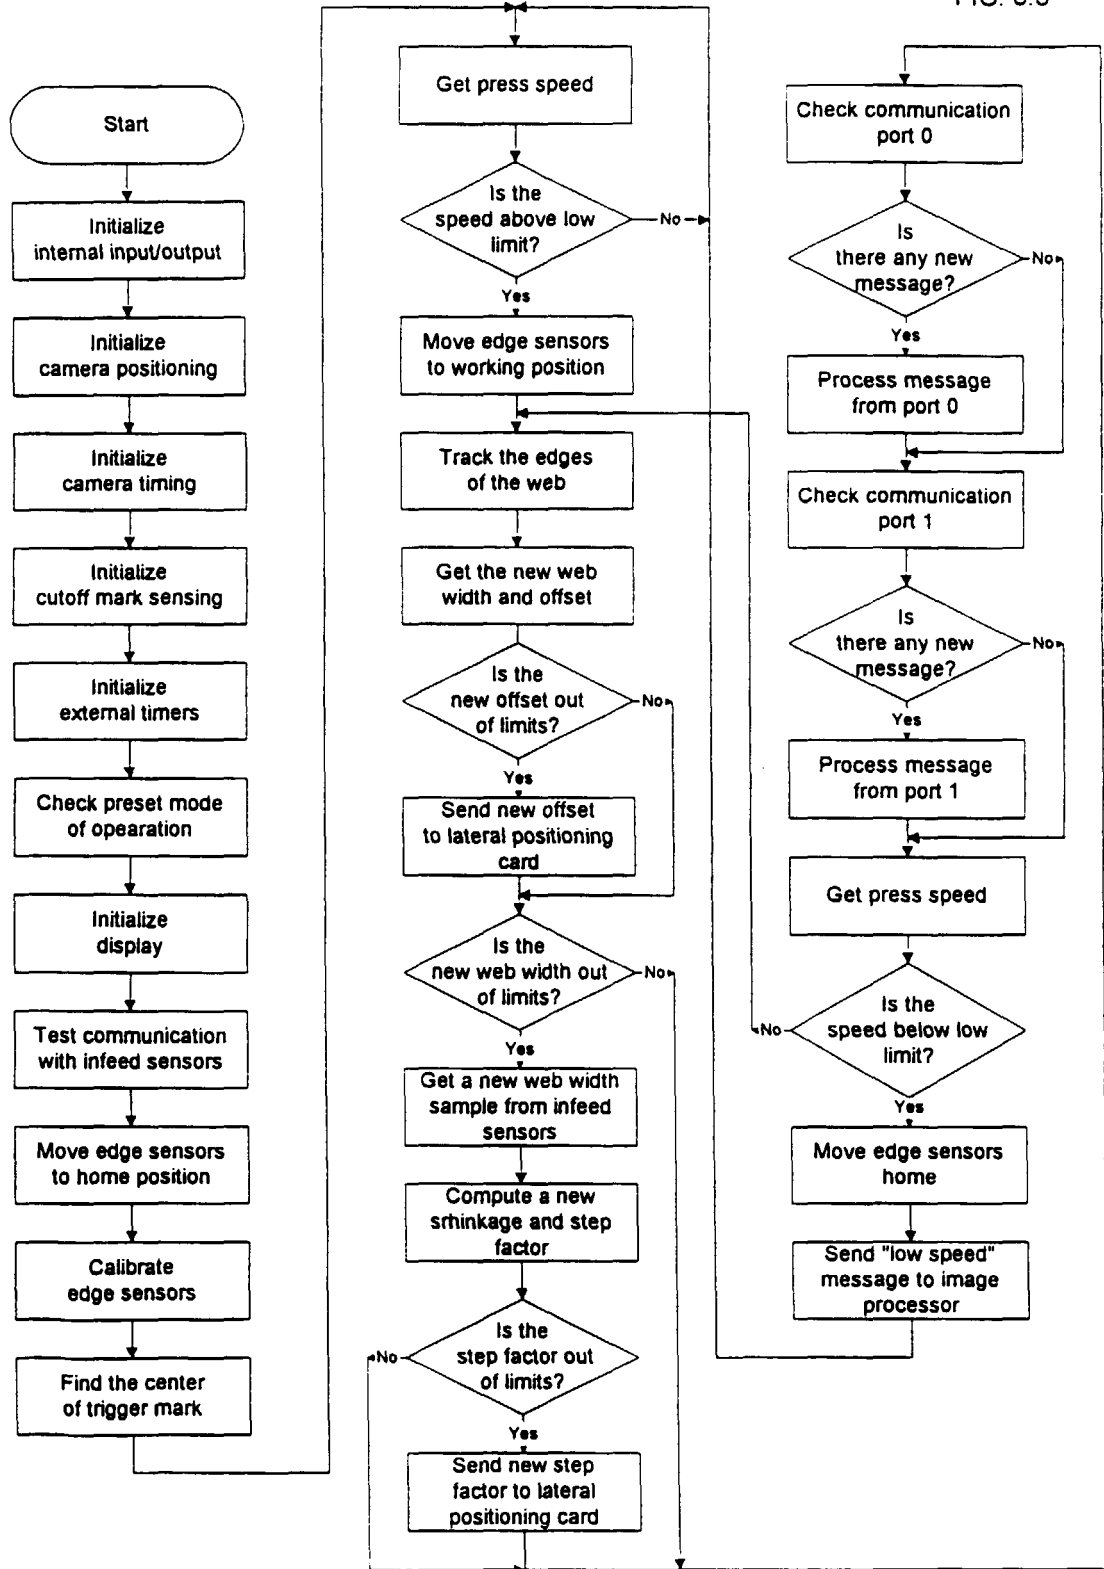 Start
Initialize
internal input/output
Initialize
camera positioning
Initialize
camera timing
Initialize
cutoff mark sensing
Initialize
external timers
Check preset mode
of opearation
Initialize
display
Test communication
with infeed sensors
Move edge sensors
to home position
Calibrate
edge sensors
Find the center
of trigger mark
Get press speed
Is the
speed above low
limit?
No
Yes
Move edge sensors
to working position
Track the edges
of the web
Get the new web
width and offset
Is the
new offset out
of limits?
No
Yes
Send new offset
to lateral positioning
card
Is the
new web width out
of limits?
No
Yes
Get a new web width
sample from infeed
sensors
Compute a new
srhinkage and step
factor
Is the
step factor out
of limits?
No
Yes
Send new step
factor to lateral
positioning card
Check communication
port 0
Is
there any new
message?
No
Yes
Process message
from port 0
Check communication
port 1
Is
there any new
message?
No
Yes
Process message
from port 1
Get press speed
Is the
speed below low
limit?
No
Yes
Move edge sensors
home
Send "low speed"
message to image
processor